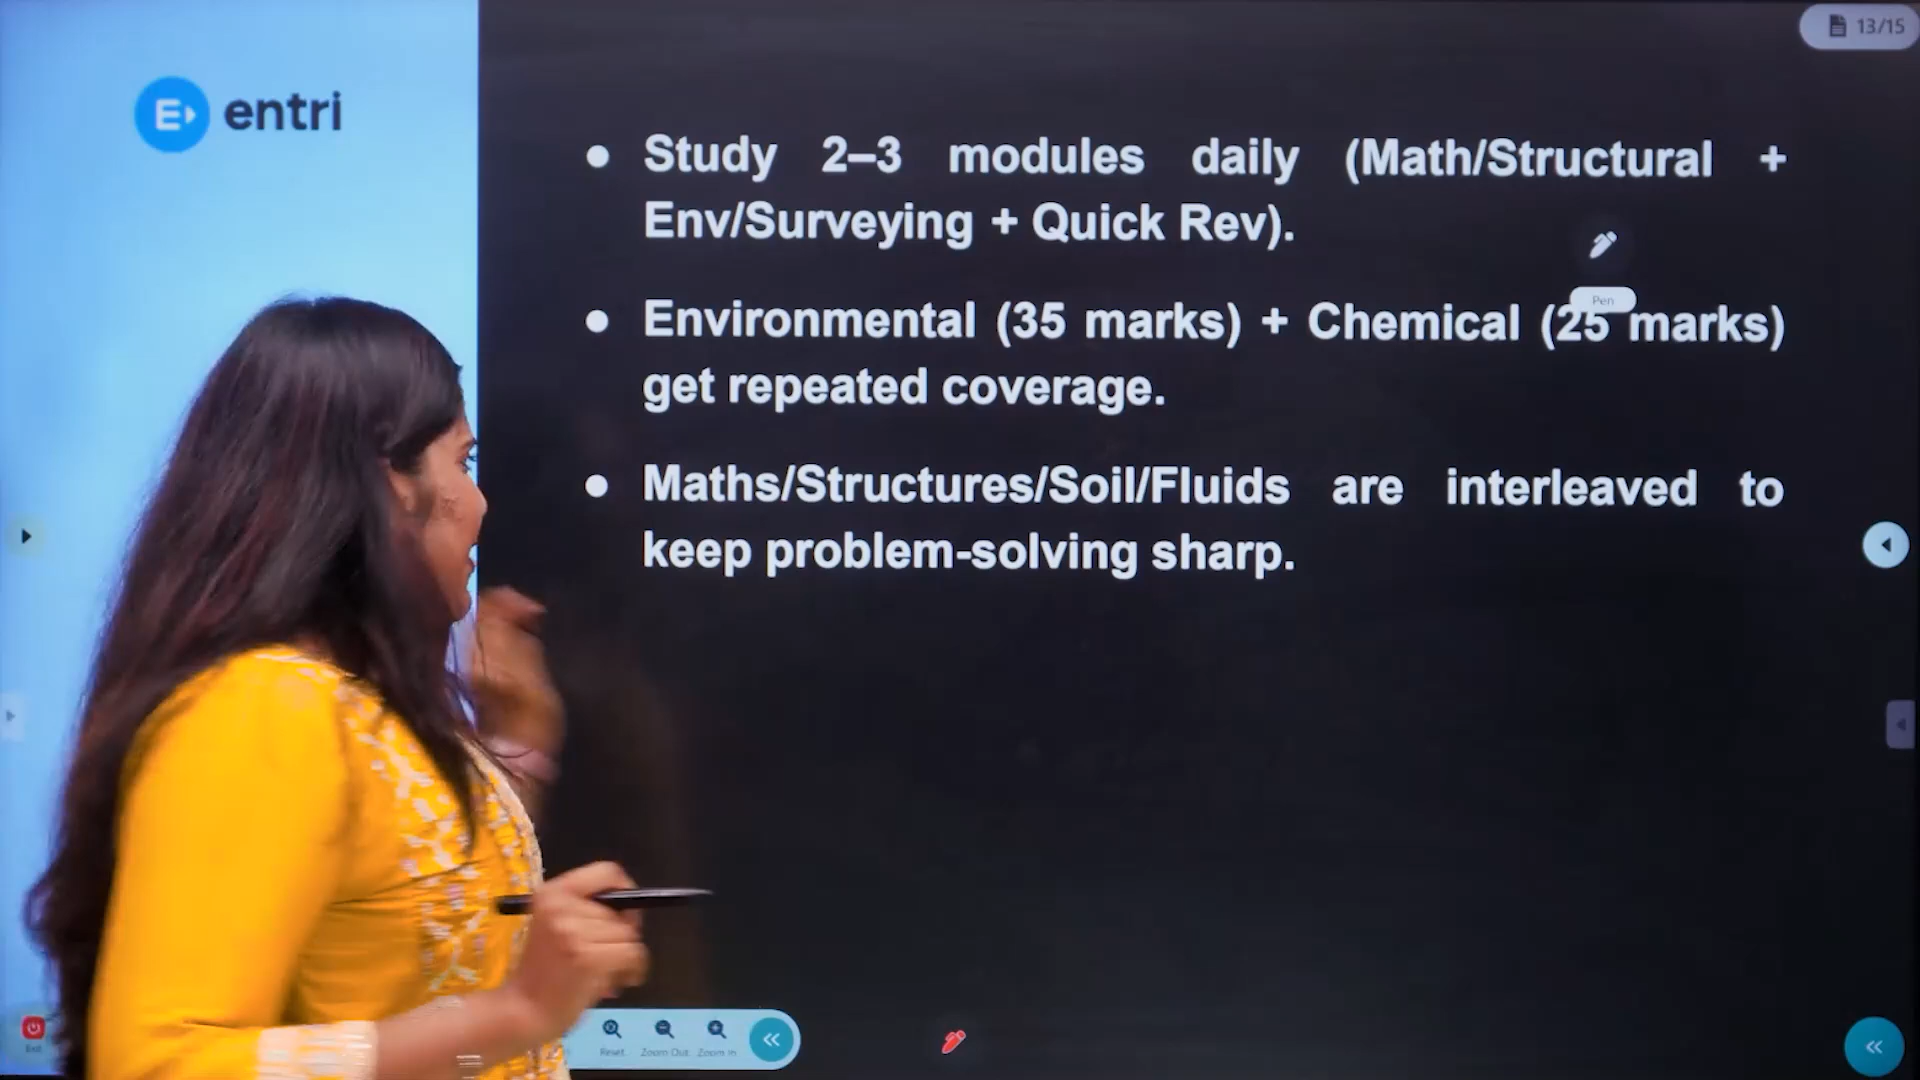 13/15
E entri
● Study 2–3 modules daily (Math/Structural +
Env/Surveying + Quick Rev).
Pen
● Environmental (35 marks) + Chemical (25 marks)
get repeated coverage.
● Maths/Structures/Soil/Fluids are interleaved to
keep problem-solving sharp.
Exit
Reset
Zoom Out
Zoom In